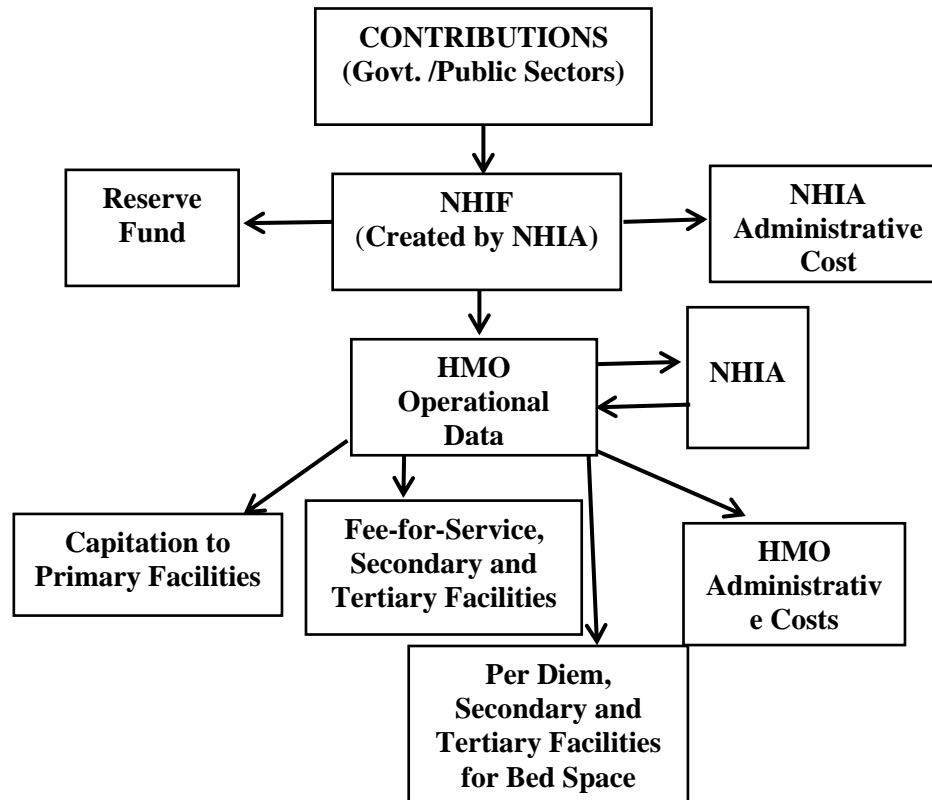 CONTRIBUTIONS
(Govt. /Public Sectors)
Reserve
Fund
NHIF
(Created by NHIA)
NHIA
Administrative
Cost
HMO
Operational
Data
NHIA
Capitation to
Primary Facilities
Fee-for-Service,
Secondary and
Tertiary Facilities
HMO
Administrativ
e Costs
Per Diem,
Secondary and
Tertiary Facilities
for Bed Space